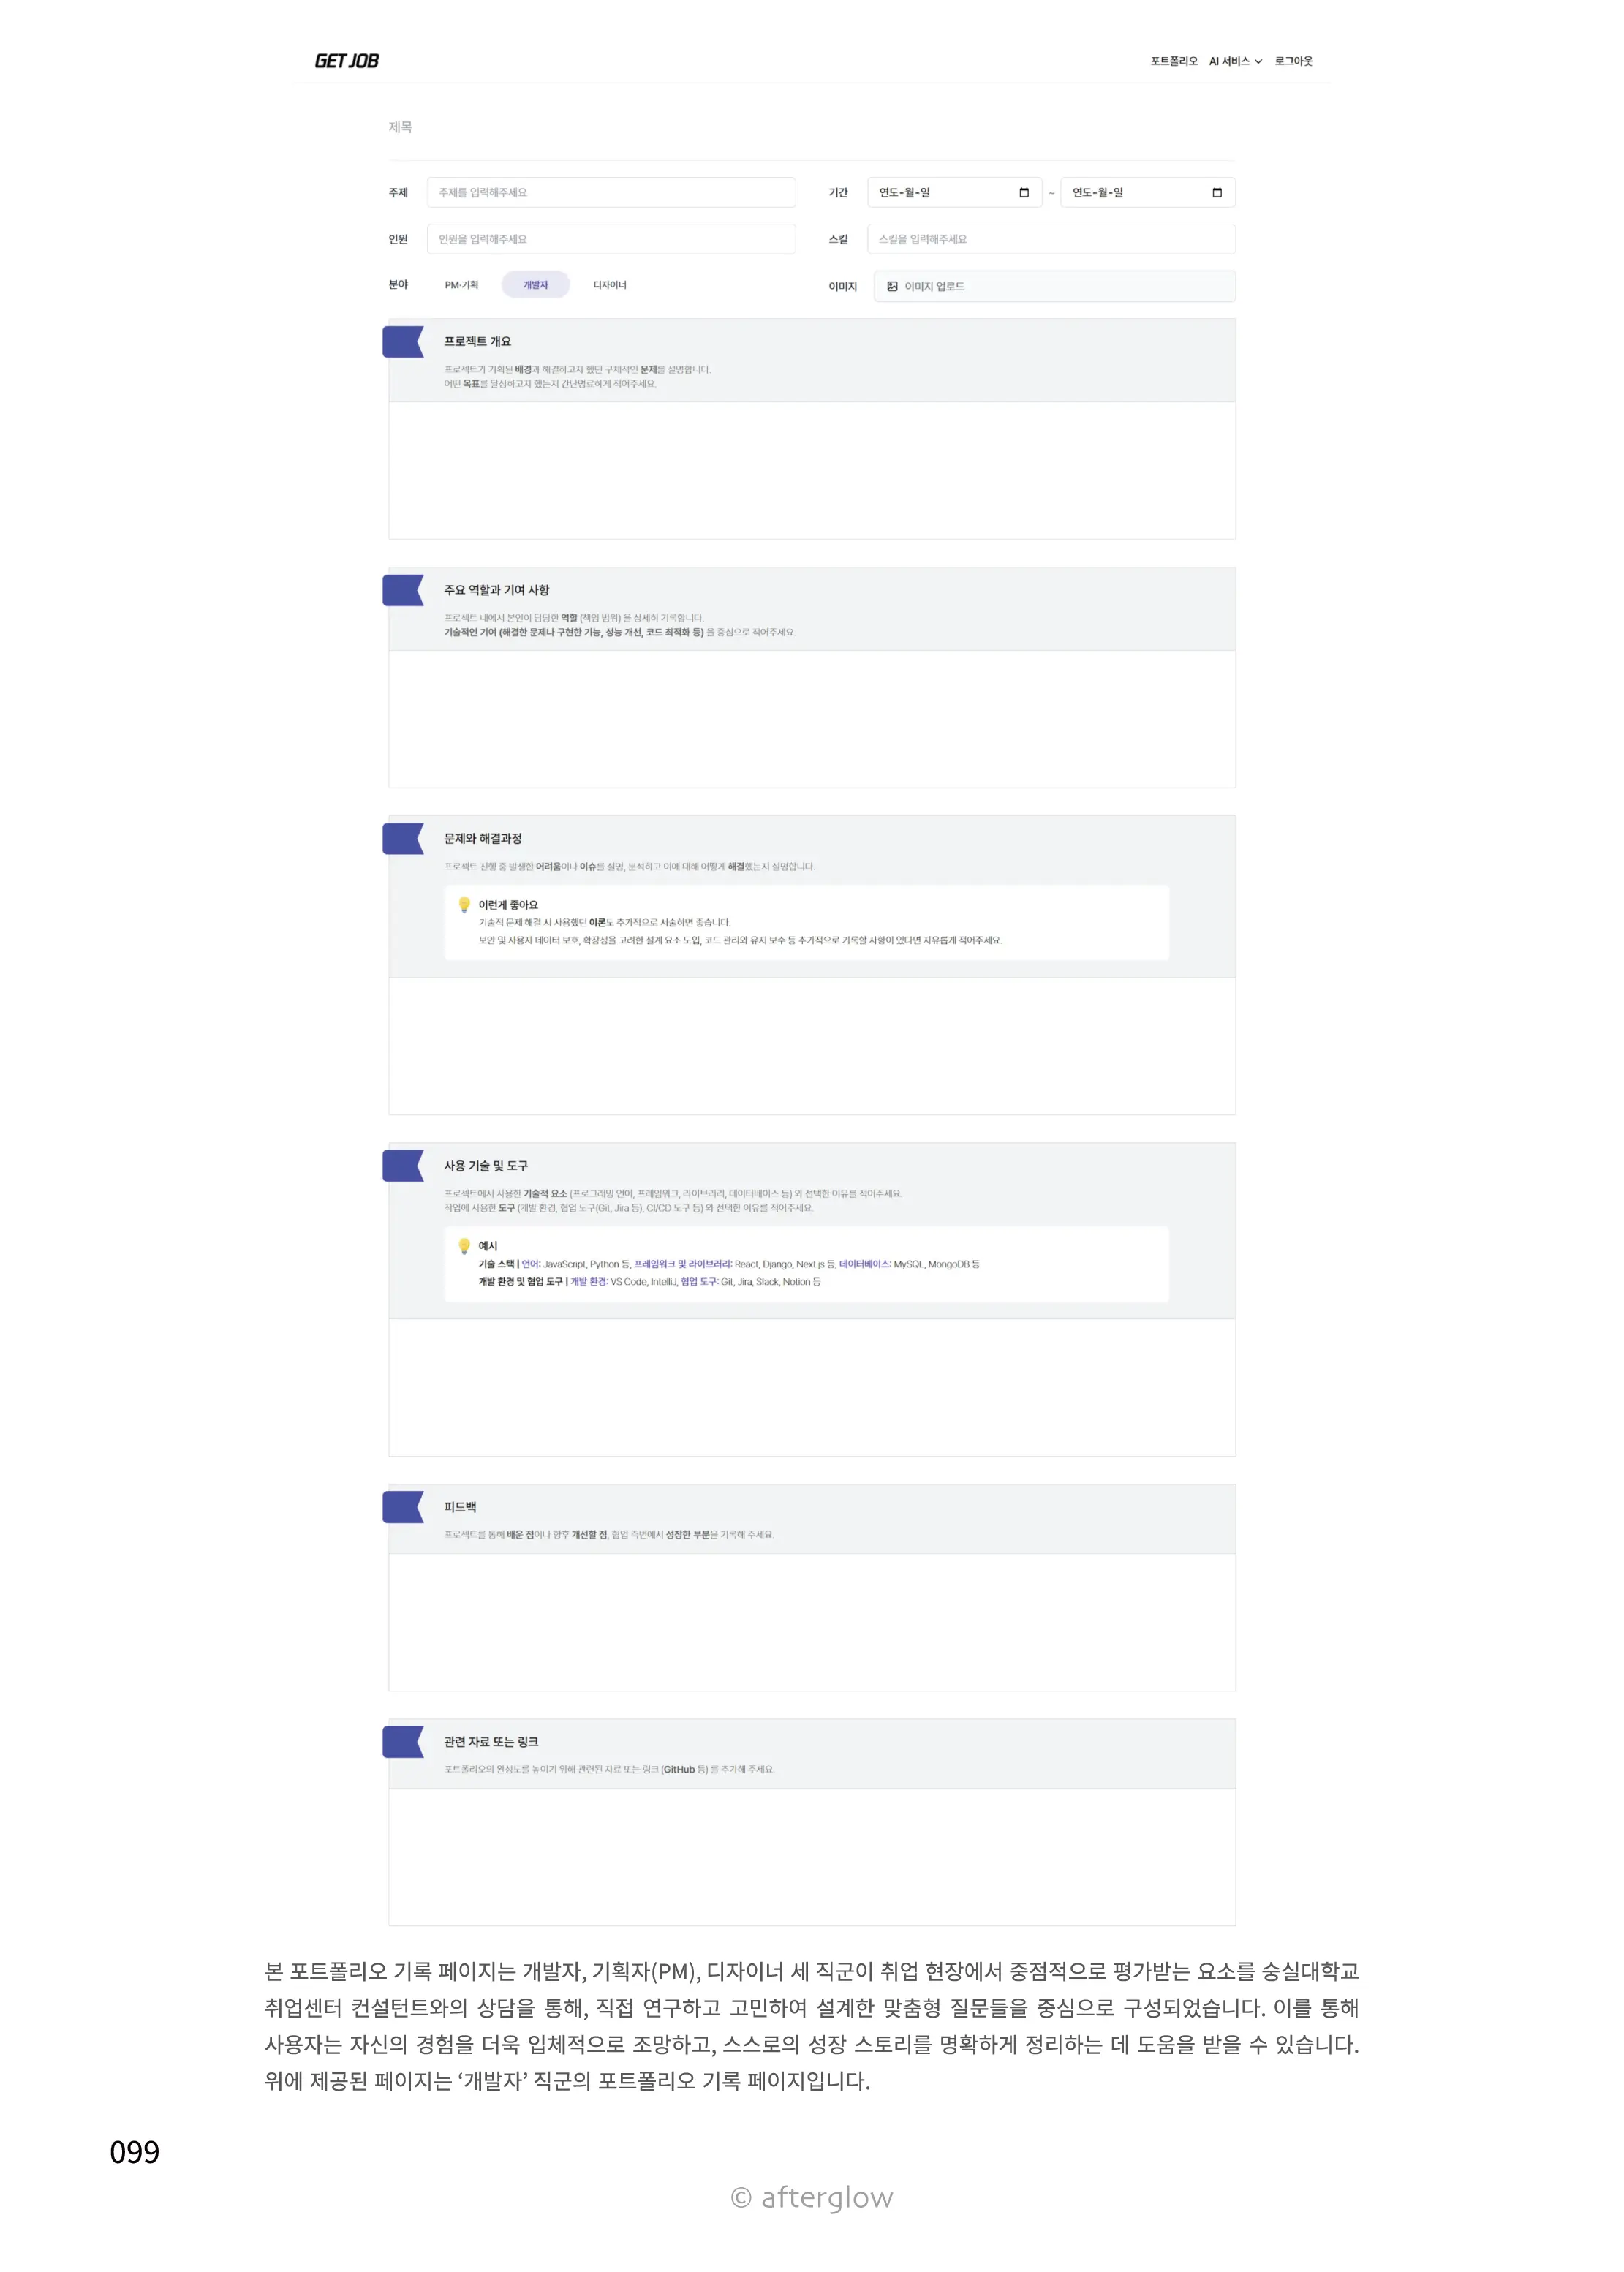 GET JOB
포트폴리오 AI 서비스 로그아웃
제목
주제 주제를 입력해주세요 기간 연도-월-일 ~ 연도-월-일
인원 인원을 입력해주세요 스킬 스킬을 입력해주세요
분야 PM·기획 개발자 디자이너 이미지 이미지 업로드
프로젝트 개요
프로젝트가 기획된 배경과 해결하고자 했던 구체적인 문제를 설명합니다.
어떤 목표를 달성하고자 했는지 간단명료하게 적어주세요.
주요 역할과 기여 사항
프로젝트 내에서 본인이 담당한 역할 (책임 범위) 을 상세히 기록합니다.
기술적인 기여 (해결한 문제나 구현한 기능, 성능 개선, 코드 최적화 등) 을 중심으로 적어주세요.
문제와 해결과정
프로젝트 진행 중 발생한 어려움이나 이슈를 설명, 분석하고 이에 대해 어떻게 해결했는지 설명합니다.
이런게 좋아요
기술적 문제 해결 시 사용했던 이론도 추가적으로 서술하면 좋습니다.
보안 및 사용자 데이터 보호, 확장성을 고려한 설계 요소 도입, 코드 관리와 유지 보수 등 추가적으로 기록할 사항이 있다면 자유롭게 적어주세요.
사용 기술 및 도구
프로젝트에서 사용한 기술적 요소 (프로그래밍 언어, 프레임워크, 라이브러리, 데이터베이스 등) 와 선택한 이유를 적어주세요.
작업에 사용한 도구 (개발 환경, 협업 도구(Git, Jira 등), CI/CD 도구 등) 와 선택한 이유를 적어주세요.
예시
기술 스택 | 언어: JavaScript, Python 등, 프레임워크 및 라이브러리: React, Django, Next.js 등, 데이터베이스: MySQL, MongoDB 등
개발 환경 및 협업 도구 | 개발 환경: VS Code, IntelliJ, 협업 도구: Git, Jira, Slack, Notion 등
피드백
프로젝트를 통해 배운 점이나 향후 개선할 점, 협업 측면에서 성장한 부분을 기록해 주세요.
관련 자료 또는 링크
포트폴리오의 완성도를 높이기 위해 관련된 자료 또는 링크 (GitHub 등) 를 추가해 주세요.
본 포트폴리오 기록 페이지는 개발자, 기획자(PM), 디자이너 세 직군이 취업 현장에서 중점적으로 평가받는 요소를 숭실대학교
취업센터 컨설턴트와의 상담을 통해, 직접 연구하고 고민하여 설계한 맞춤형 질문들을 중심으로 구성되었습니다. 이를 통해
사용자는 자신의 경험을 더욱 입체적으로 조망하고, 스스로의 성장 스토리를 명확하게 정리하는 데 도움을 받을 수 있습니다.
위에 제공된 페이지는 ‘개발자’ 직군의 포트폴리오 기록 페이지입니다.
099
© afterglow